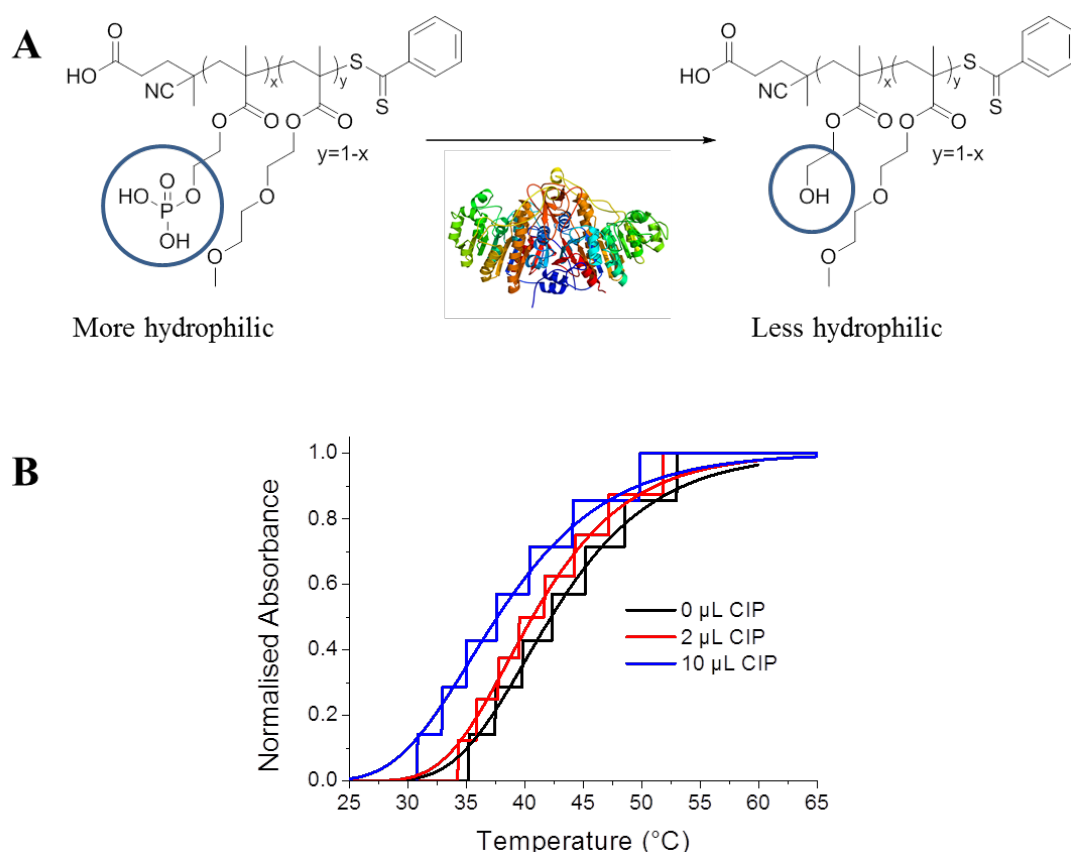 A
O
HO
NC
x
y
S
S
O
O
O
O
y=1-x
HO
O
P
O
OH
O
O
More hydrophilic
O
HO
NC
x
y
S
S
O
O
O
O
y=1-x
OH
O
O
Less hydrophilic
B
Normalised Absorbance
1.0
0.8
0.6
0.4
0.2
0.0
0 µL CIP
2 µL CIP
10 µL CIP
25 30 35 40 45 50 55 60 65
Temperature (°C)